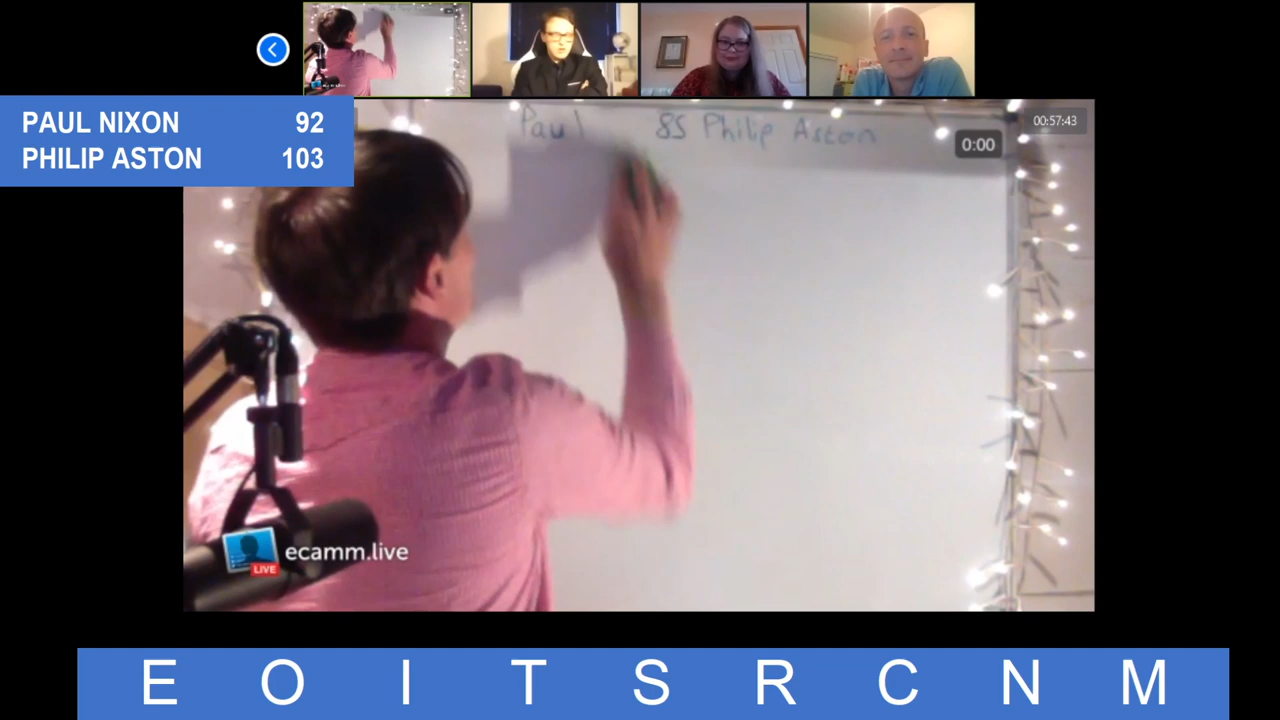 PAUL NIXON 92
PHILIP ASTON 103
00:57:43
Paul 85 Philip Aston
0:00
ecamm.live
LIVE
E O I T S R C N M